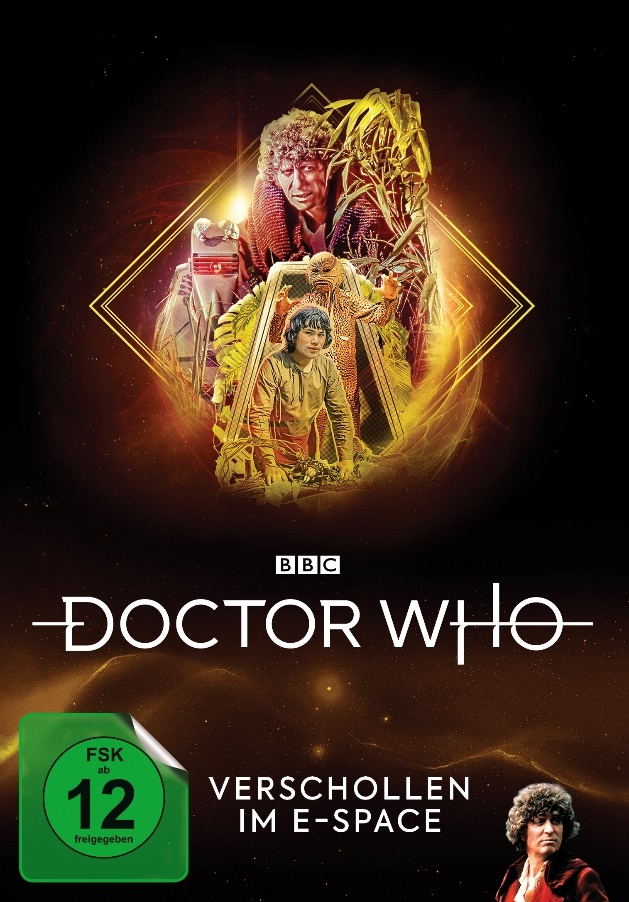 BBC
DOCTOR WHO
FSK
ab
12
freigegeben
VERSCHOLLEN
IM E-SPACE